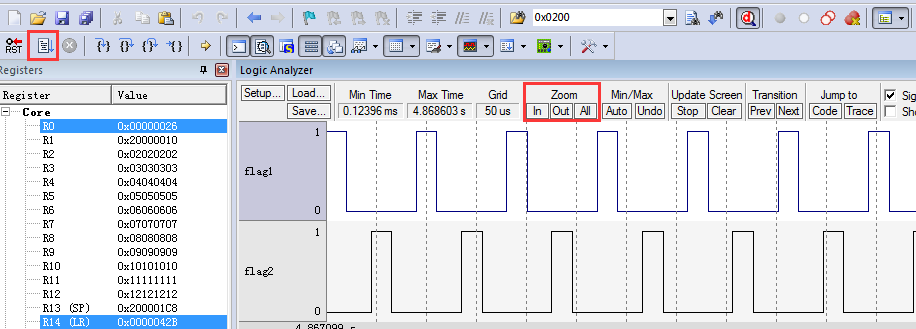 0x0200
RST
Registers
Logic Analyzer
Register Value
Core
R0 0x00000026
R1 0x20000010
R2 0x02020202
R3 0x03030303
R4 0x04040404
R5 0x05050505
R6 0x06060606
R7 0x07070707
R8 0x08080808
R9 0x09090909
R10 0x10101010
R11 0x11111111
R12 0x12121212
R13 (SP) 0x200001C8
R14 (LR) 0x0000042B
Setup... Load... Min Time Max Time Grid Zoom Min/Max Update Screen Transition Jump to
Save... 0.12396 ms 4.868603 s 50 us In Out All Auto Undo Stop Clear Prev Next Code Trace
Sig
Sho
1
flag1
0
1
flag2
0
4.867099 s